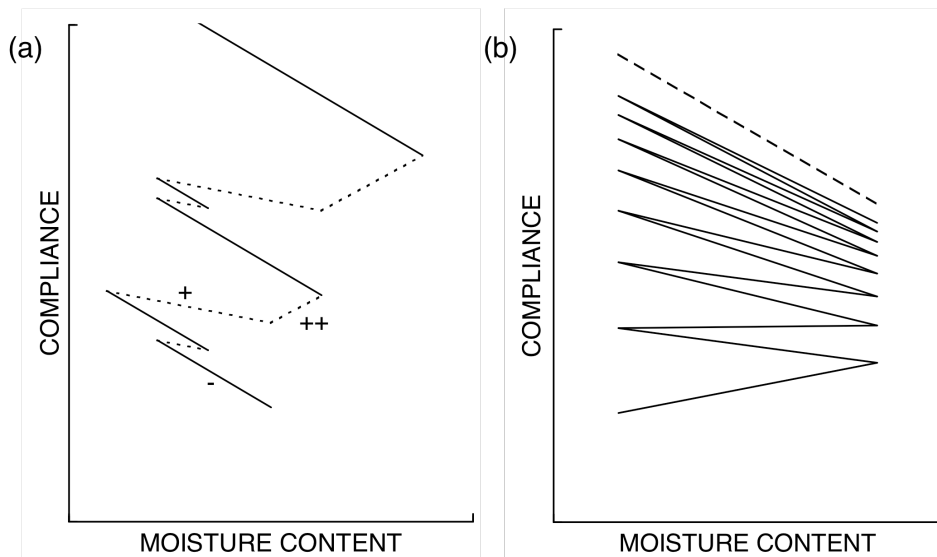 (a)
COMPLIANCE
+
++
-
MOISTURE CONTENT
(b)
COMPLIANCE
MOISTURE CONTENT